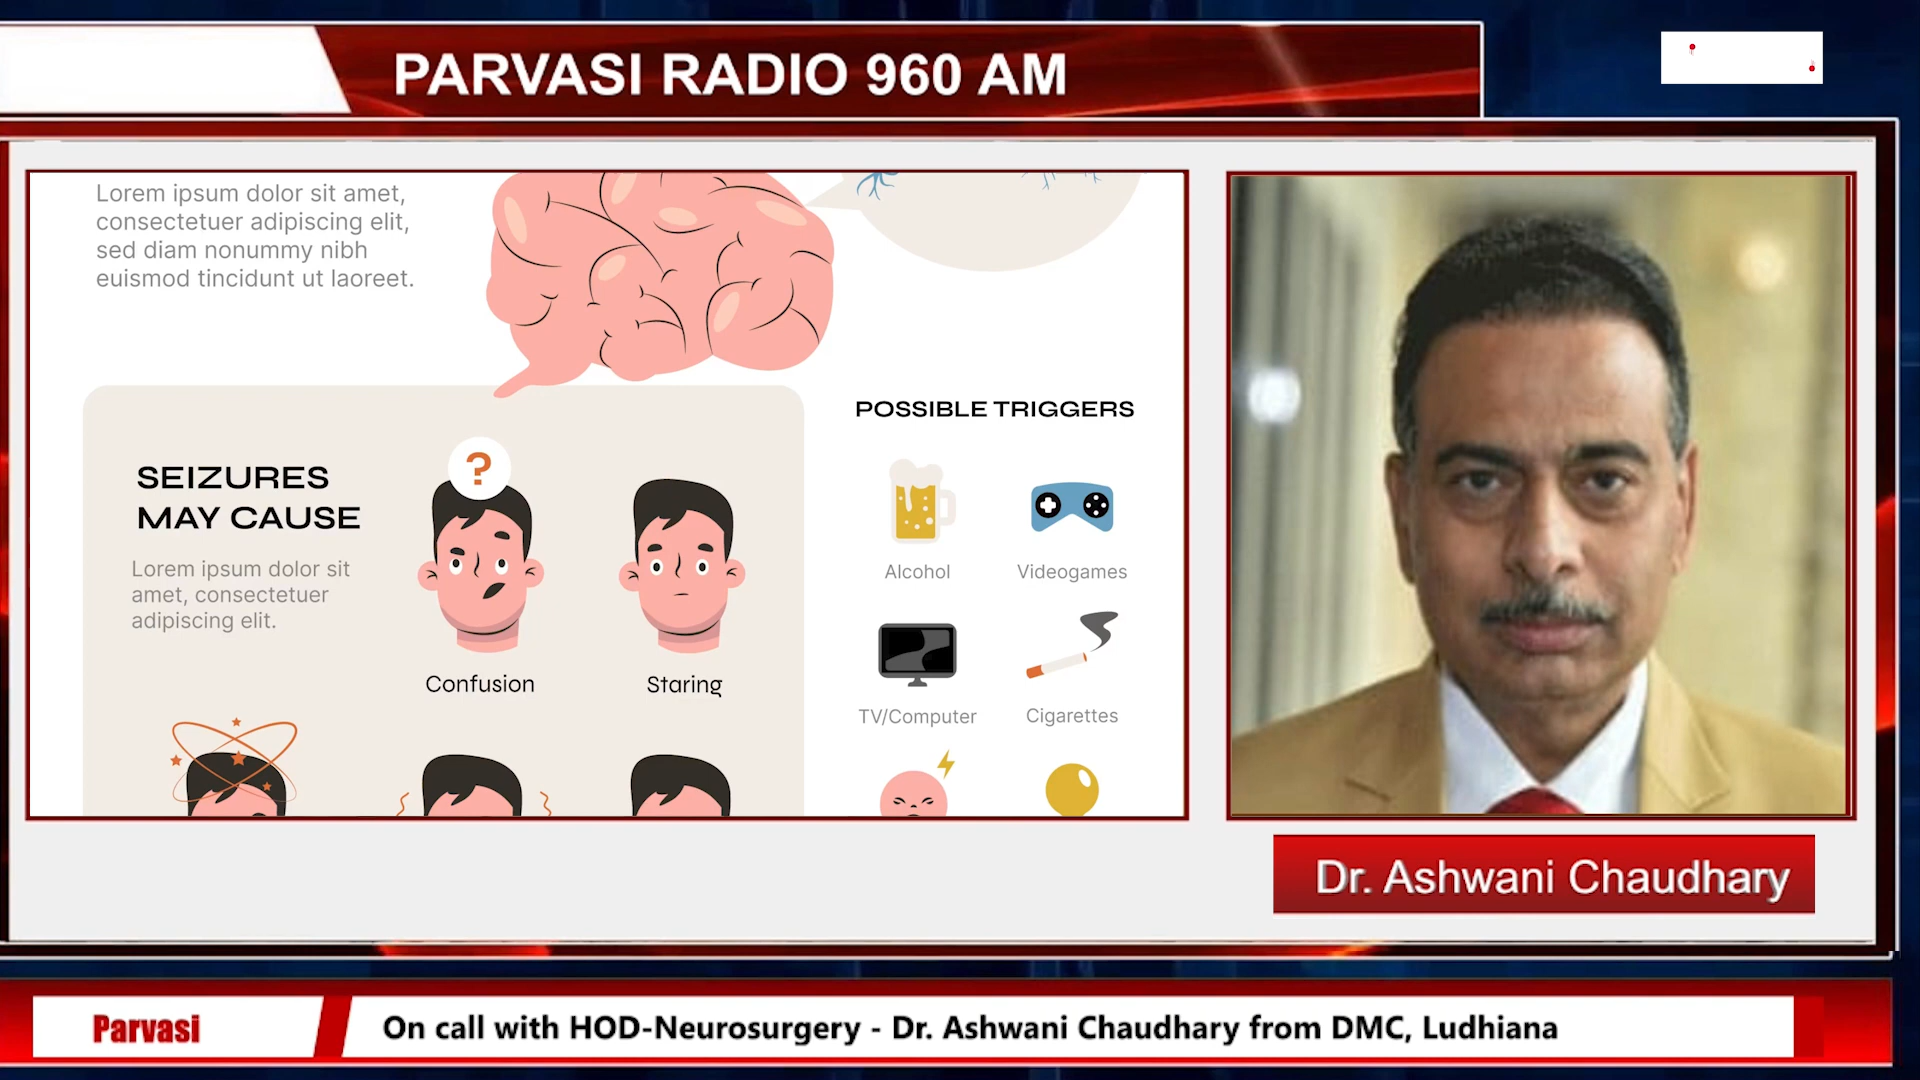 PARVASI RADIO 960 AM
Lorem ipsum dolor sit amet,
consectetuer adipiscing elit,
sed diam nonummy nibh
euismod tincidunt ut laoreet.
SEIZURES
MAY CAUSE
Lorem ipsum dolor sit
amet, consectetuer
adipiscing elit.
?
Confusion
Staring
POSSIBLE TRIGGERS
Alcohol
Videogames
TV/Computer
Cigarettes
Dr. Ashwani Chaudhary
Parvasi
On call with HOD-Neurosurgery - Dr. Ashwani Chaudhary from DMC, Ludhiana